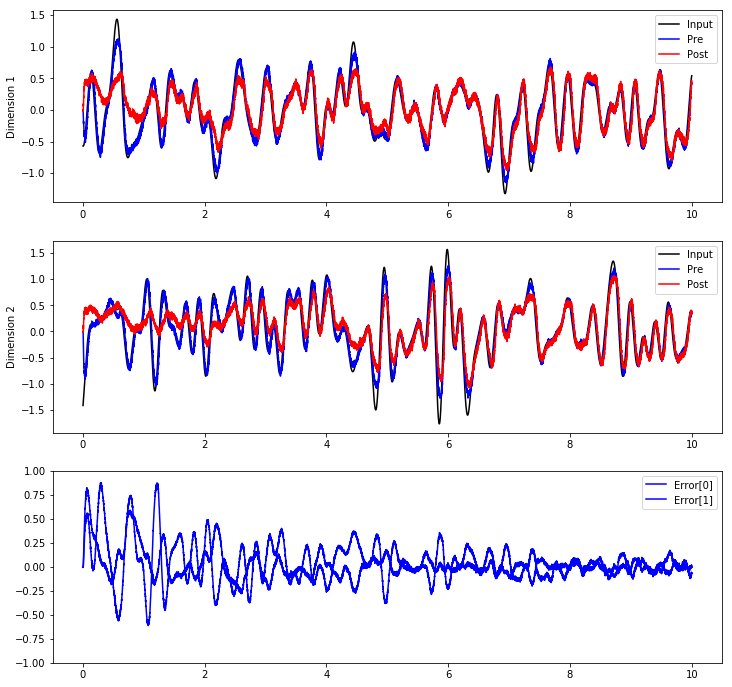 1.5
1.0
0.5
0.0
−0.5
−1.0
Dimension 1
Input
Pre
Post
0 2 4 6 8 10
1.5
1.0
0.5
0.0
−0.5
−1.0
−1.5
Dimension 2
Input
Pre
Post
0 2 4 6 8 10
1.00
0.75
0.50
0.25
0.00
−0.25
−0.50
−0.75
−1.00
Error[0]
Error[1]
0 2 4 6 8 10